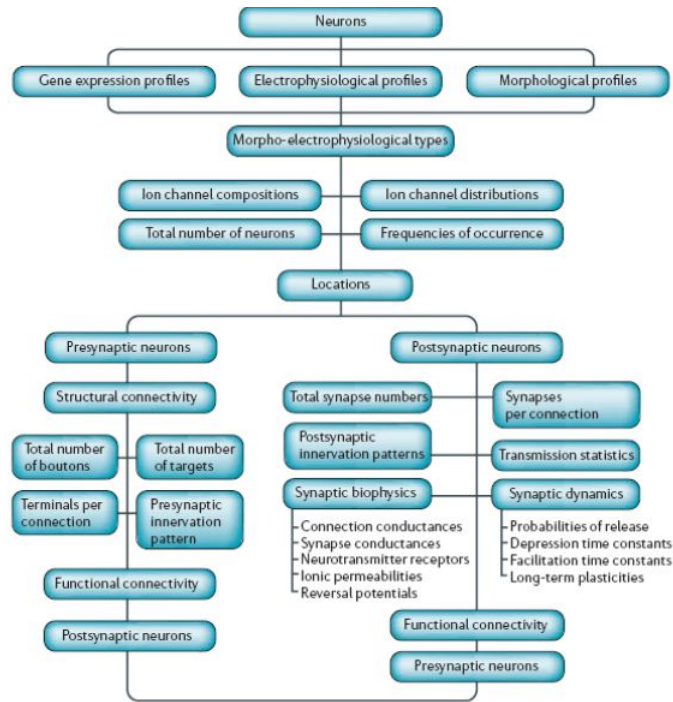 Neurons
Gene expression profiles
Electrophysiological profiles
Morphological profiles
Morpho-electrophysiological types
Ion channel compositions
Ion channel distributions
Total number of neurons
Frequencies of occurrence
Locations
Presynaptic neurons
Postsynaptic neurons
Structural connectivity
Total synapse numbers
Synapses
per connection
Total number
of boutons
Total number
of targets
Postsynaptic
innervation patterns
Transmission statistics
Terminals per
connection
Presynaptic
innervation
pattern
Synaptic biophysics
Synaptic dynamics
Connection conductances
Synapse conductances
Neurotransmitter receptors
Ionic permeabilities
Reversal potentials
Probabilities of release
Depression time constants
Facilitation time constants
Long-term plasticities
Functional connectivity
Postsynaptic neurons
Functional connectivity
Presynaptic neurons